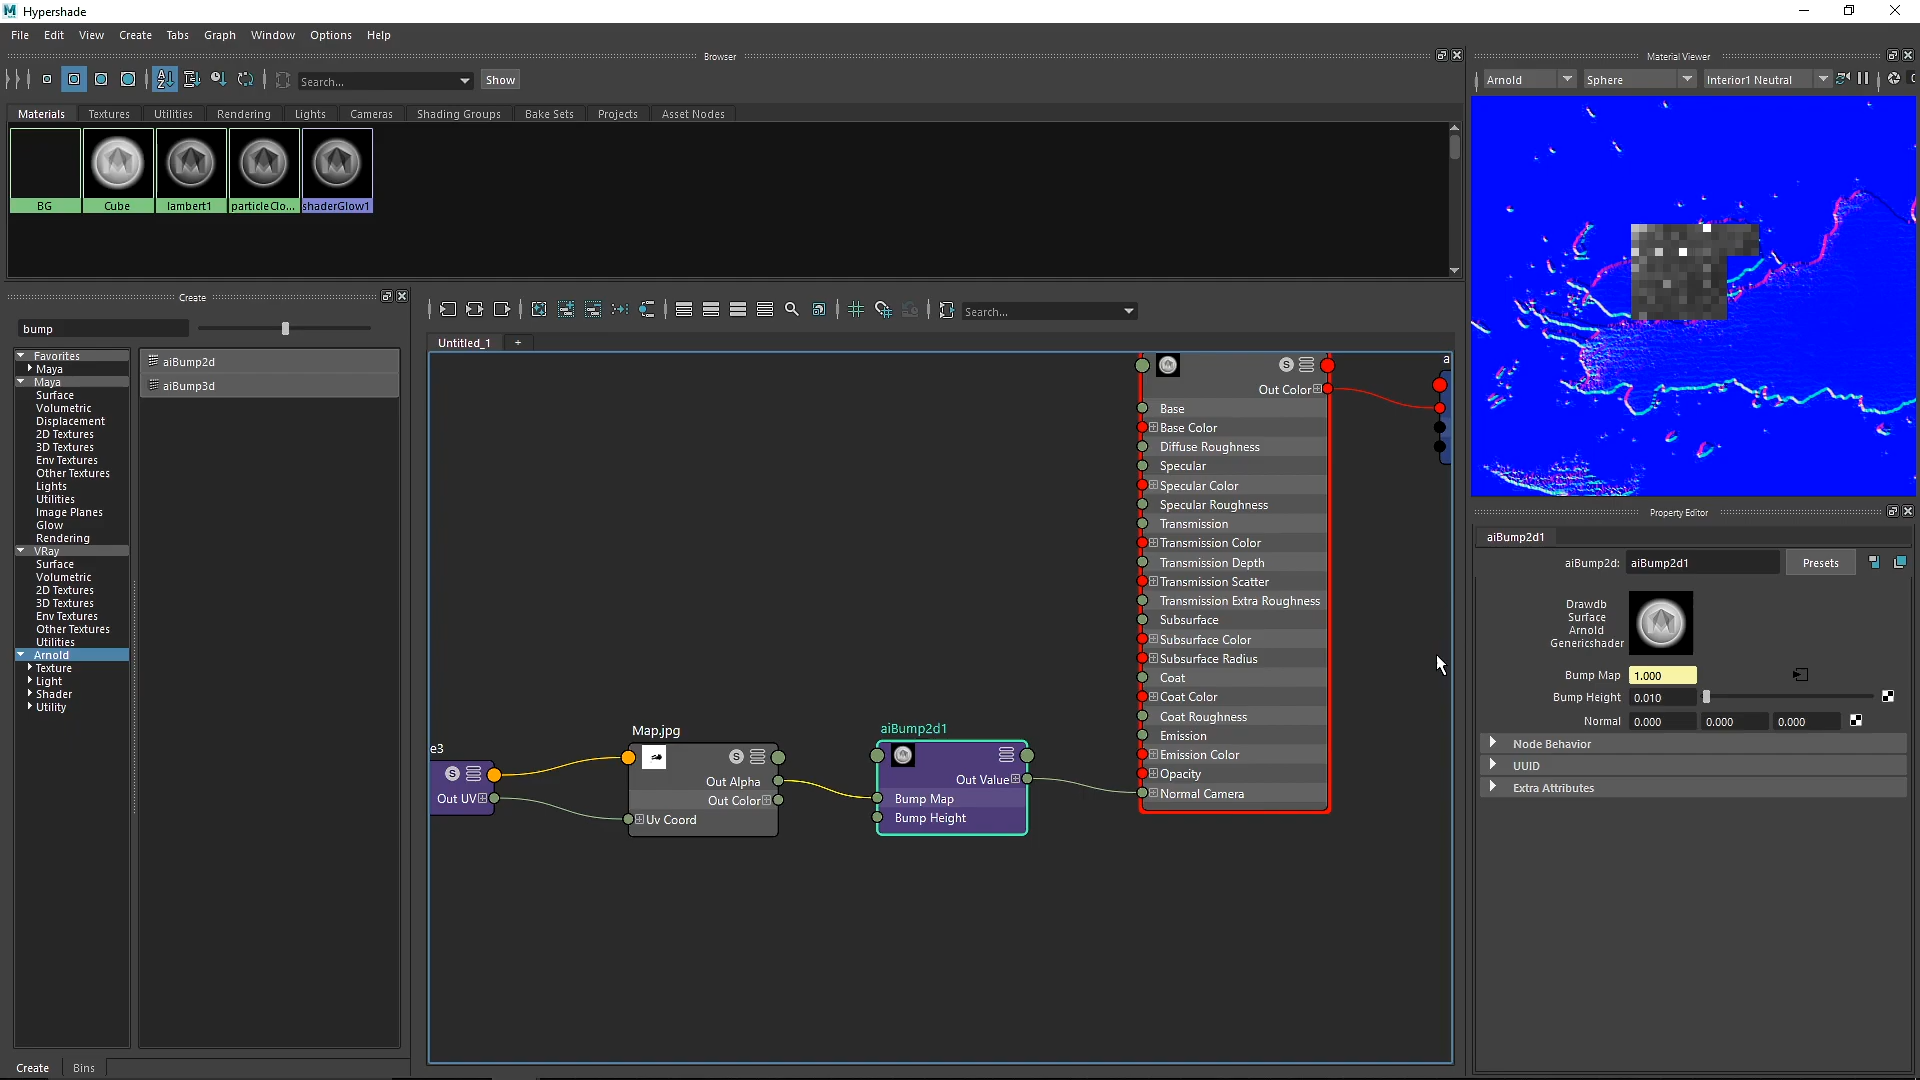 Hypershade
File Edit View Create Tabs Graph Window Options Help
Browser
Search...
Show
Materials Textures Utilities Rendering Lights Cameras Shading Groups Bake Sets Projects Asset Nodes
BG Cube lambert1 particleClo... shaderGlow1
Material Viewer
Arnold Sphere Interior1 Neutral
Create
bump
Favorites
Maya
Maya
Surface
Volumetric
Displacement
2D Textures
3D Textures
Env Textures
Other Textures
Lights
Utilities
Image Planes
Glow
Rendering
VRay
Surface
Volumetric
2D Textures
3D Textures
Env Textures
Other Textures
Utilities
Arnold
Texture
Light
Shader
Utility
aiBump2d
aiBump3d
Create Bins
Search...
Untitled_1 +
e3
Out UV
Map.jpg
Out Alpha
Out Color
Uv Coord
aiBump2d1
Out Value
Bump Map
Bump Height
Out Color
Base
Base Color
Diffuse Roughness
Specular
Specular Color
Specular Roughness
Transmission
Transmission Color
Transmission Depth
Transmission Scatter
Transmission Extra Roughness
Subsurface
Subsurface Color
Subsurface Radius
Coat
Coat Color
Coat Roughness
Emission
Emission Color
Opacity
Normal Camera
a
Property Editor
aiBump2d1
aiBump2d: aiBump2d1 Presets
Drawdb
Surface
Arnold
Genericshader
Bump Map 1.000
Bump Height 0.010
Normal 0.000 0.000 0.000
Node Behavior
UUID
Extra Attributes